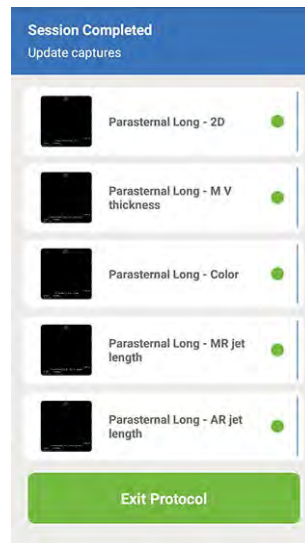 Session Completed
Update captures
Parasternal Long - 2D
Parasternal Long - M V
thickness
Parasternal Long - Color
Parasternal Long - MR jet
length
Parasternal Long - AR jet
length
Exit Protocol